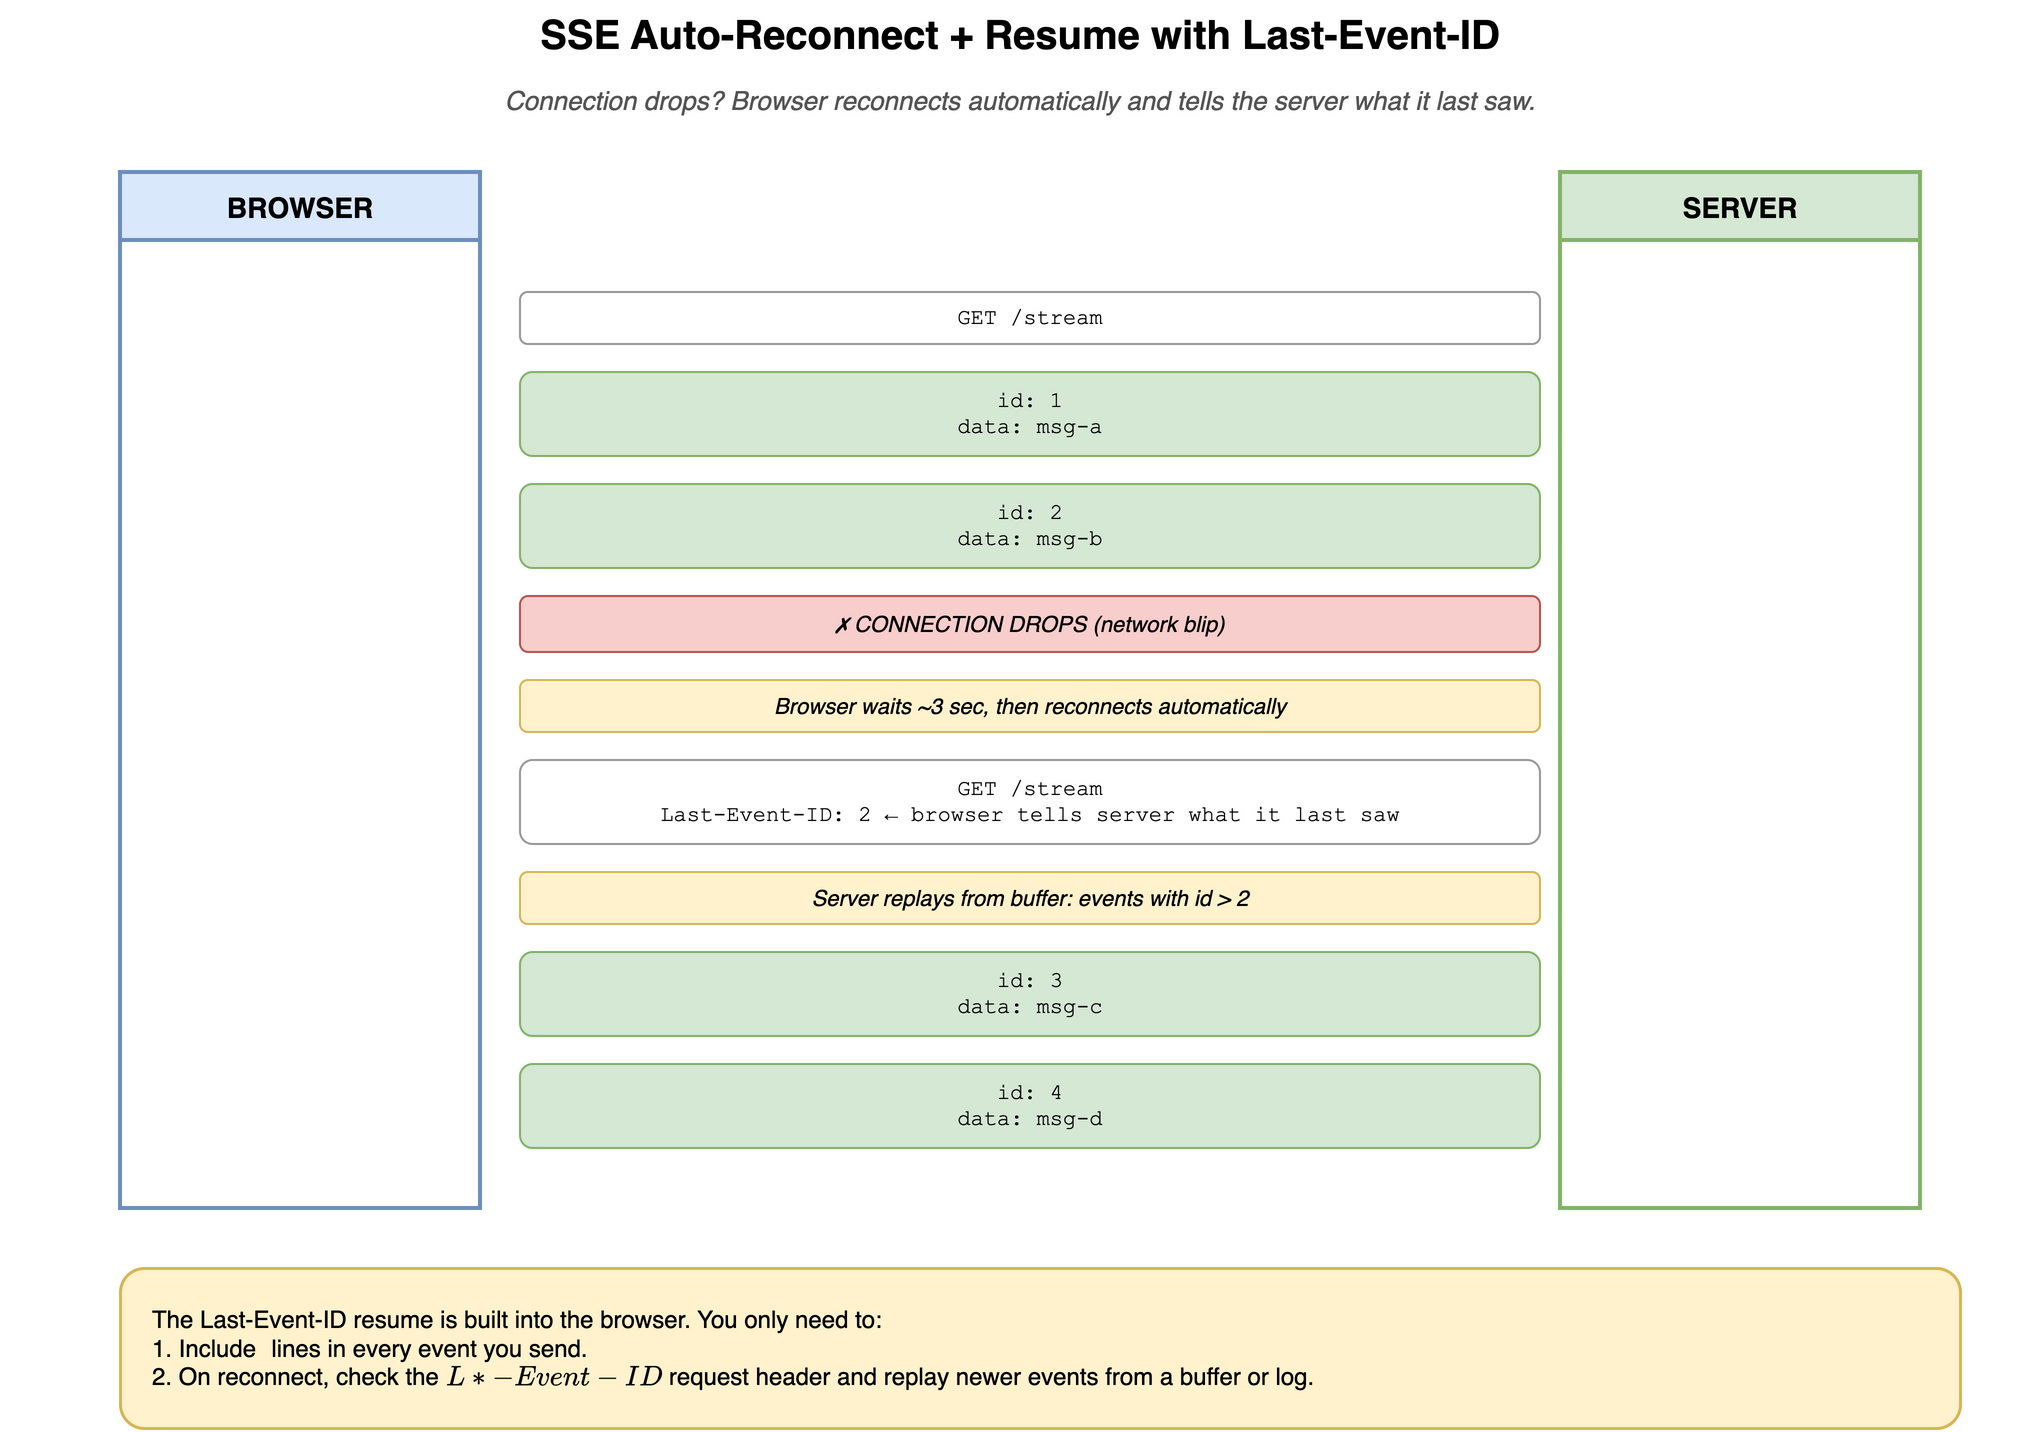 SSE Auto-Reconnect + Resume with Last-Event-ID
Connection drops? Browser reconnects automatically and tells the server what it last saw.
BROWSER
SERVER
GET /stream
id: 1
data: msg-a
id: 2
data: msg-b
✗ CONNECTION DROPS (network blip)
Browser waits ~3 sec, then reconnects automatically
GET /stream
Last-Event-ID: 2 ← browser tells server what it last saw
Server replays from buffer: events with id > 2
id: 3
data: msg-c
id: 4
data: msg-d
The Last-Event-ID resume is built into the browser. You only need to:
1. Include  lines in every event you send.
2. On reconnect, check the L * -Event - ID request header and replay newer events from a buffer or log.